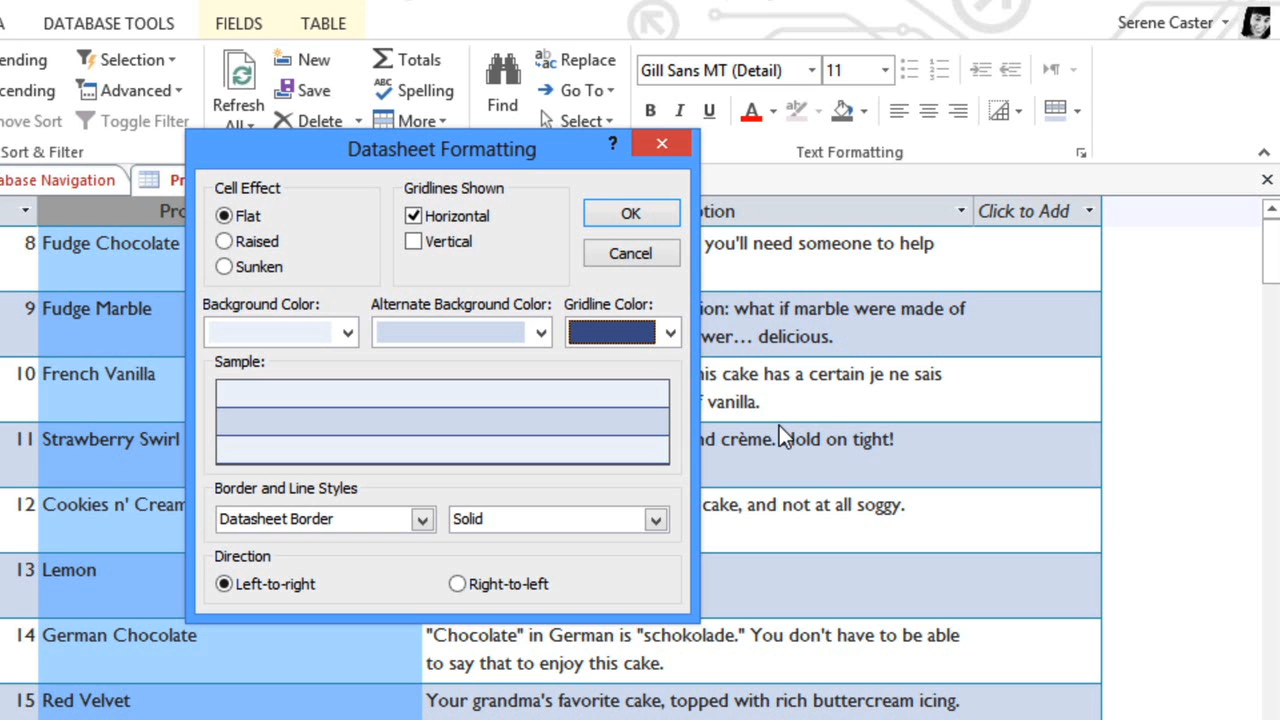 A DATABASE TOOLS FIELDS TABLE Serene Caster
ending Selection New Totals Replace Gill Sans MT (Detail) 11
cending Advanced Save Spelling Go To
ove Sort Toggle Filter Refresh All Delete More Find Select
Sort & Filter Text Formatting
abase Navigation Pr
Pro ption Click to Add
Datasheet Formatting ?
Cell Effect
Flat
Raised
Sunken
Gridlines Shown
Horizontal
Vertical
OK
Cancel
Background Color: Alternate Background Color: Gridline Color:
Sample:
Border and Line Styles
Datasheet Border Solid
Direction
Left-to-right Right-to-left
8 Fudge Chocolate you'll need someone to help
9 Fudge Marble ion: what if marble were made of
wer... delicious.
10 French Vanilla his cake has a certain je ne sais
f vanilla.
11 Strawberry Swirl nd crème. Hold on tight!
12 Cookies n' Cream cake, and not at all soggy.
13 Lemon
14 German Chocolate "Chocolate" in German is "schokolade." You don't have to be able
to say that to enjoy this cake.
15 Red Velvet Your grandma's favorite cake, topped with rich buttercream icing.